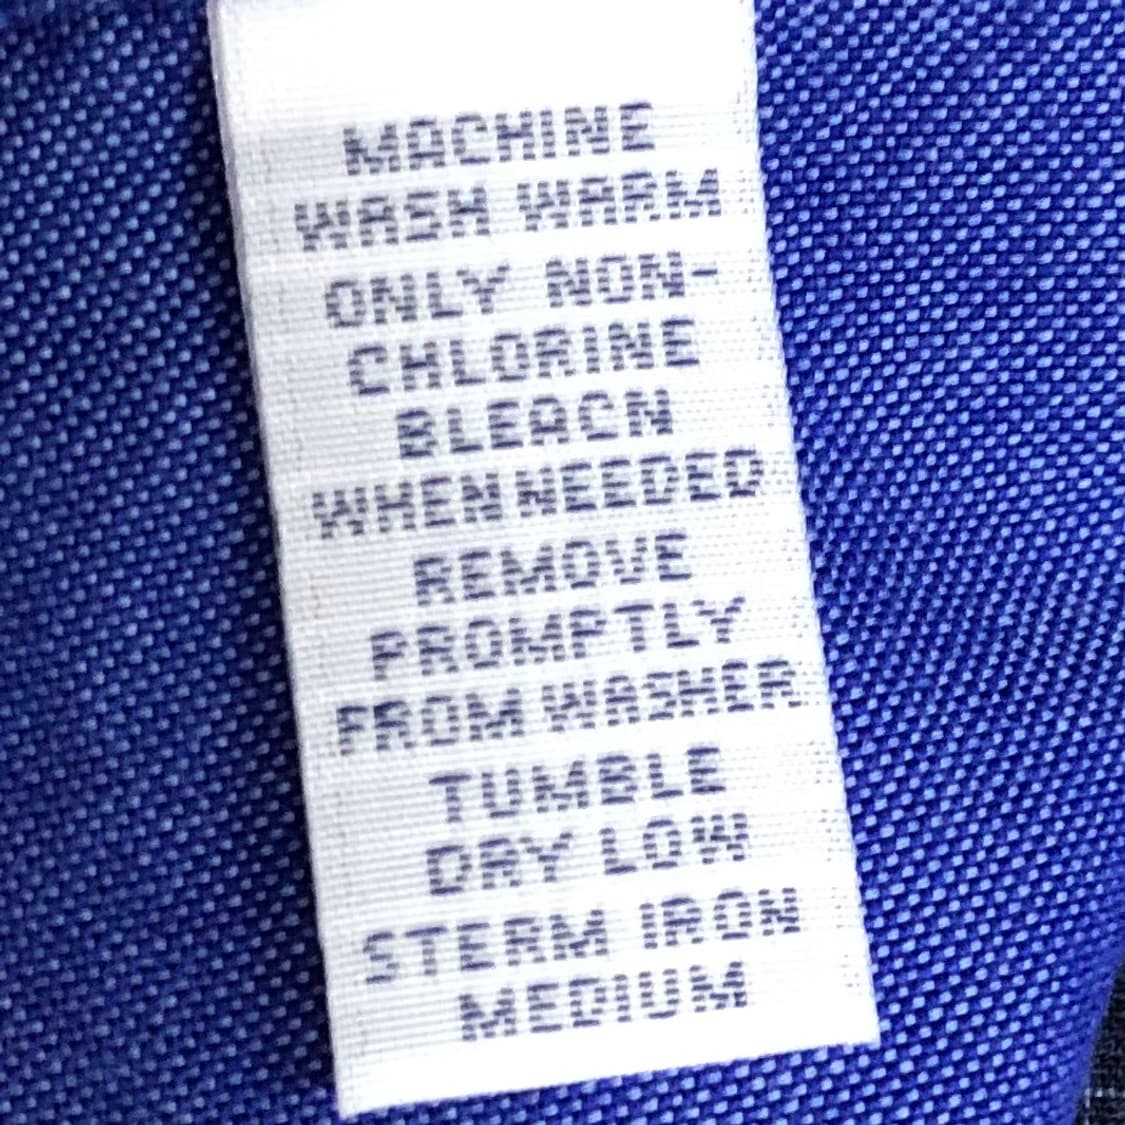 MACHINE
WASH WARM
ONLY NON-
CHLORINE
BLEACN
WHEN NEEDED
REMOVE
PROMPTLY
FROM WASHER
TUMBLE
DRY LOW
STERM IRON
MEDIUM